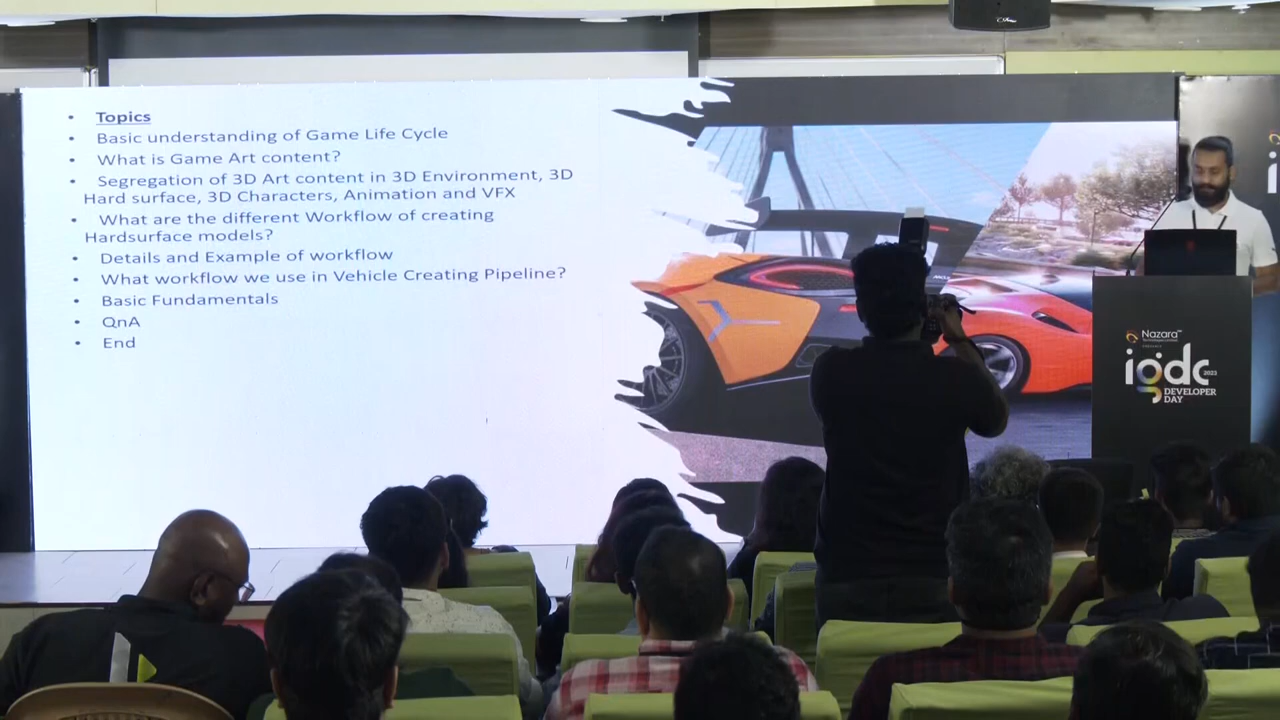 Topics
Basic understanding of Game Life Cycle
What is Game Art content?
Segregation of 3D Art content in 3D Environment, 3D
Hard surface, 3D Characters, Animation and VFX
What are the different Workflow of creating
Hardsurface models?
Details and Example of workflow
What workflow we use in Vehicle Creating Pipeline?
Basic Fundamentals
QnA
End
Nazara
igdc 2023
DEVELOPER
DAY